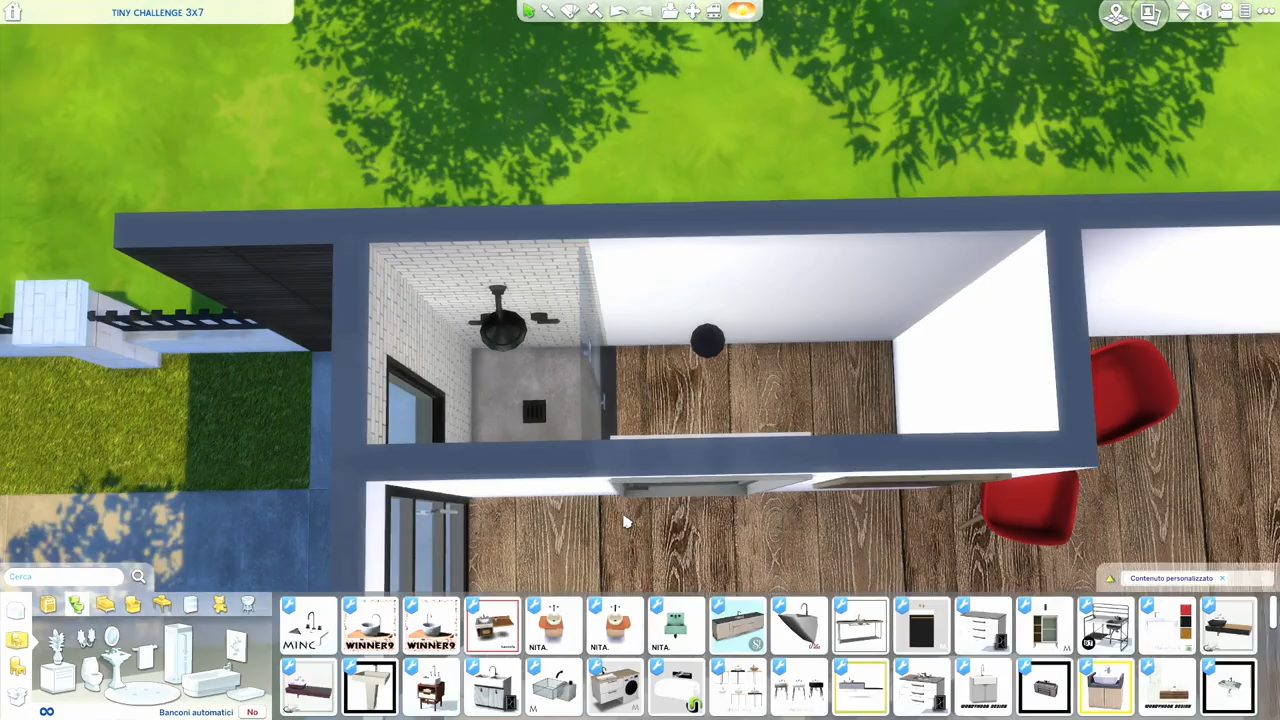 TINY CHALLENGE 3X7
Cerca
Contenuto personalizzato
MINC
WINNER9
WINNER9
NITA.
NITA.
NITA.
M
M
M
M
Banconi automatici No